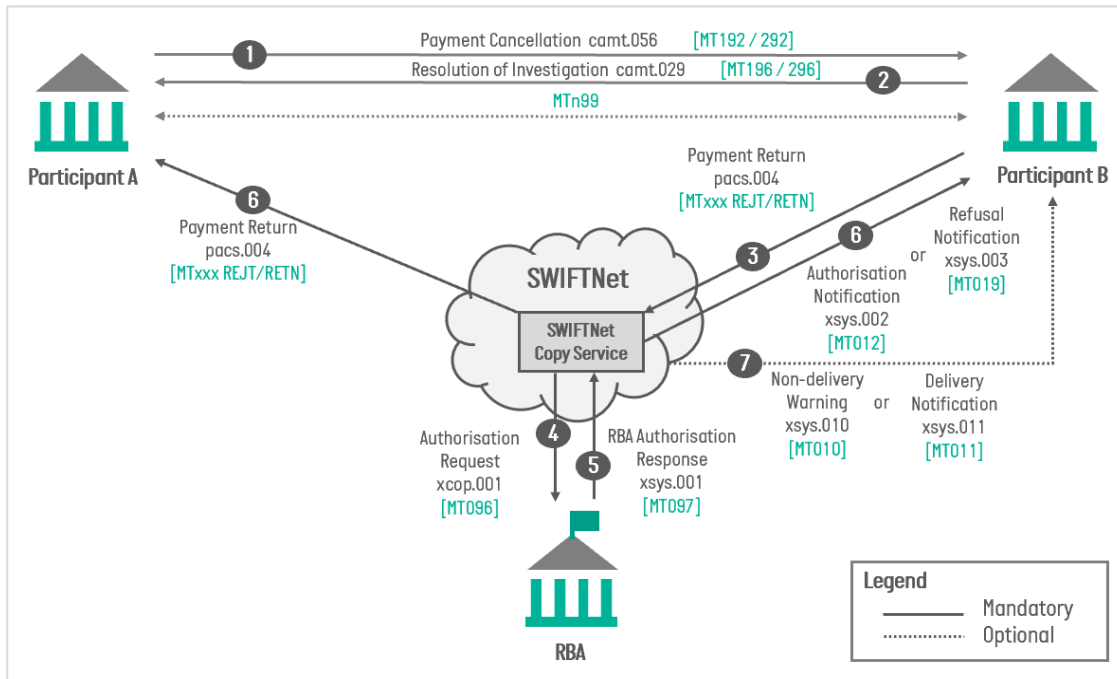 1
Payment Cancellation camt.056 [MT192 / 292]
Resolution of Investigation camt.029 [MT196 / 296]
2
MTn99
Participant A
Participant B
6
Payment Return
pacs.004
[MTxxx REJT/RETN]
Payment Return
pacs.004
[MTxxx REJT/RETN]
3
6
Authorisation
Notification
xsys.002
[MT012]
or
Refusal
Notification
xsys.003
[MT019]
SWIFTNet
SWIFTNet
Copy Service
7
Non-delivery
Warning
xsys.010
[MT010]
or
Delivery
Notification
xsys.011
[MT011]
4
Authorisation
Request
xcop.001
[MT096]
5
RBA Authorisation
Response
xsys.001
[MT097]
RBA
Legend
Mandatory
Optional